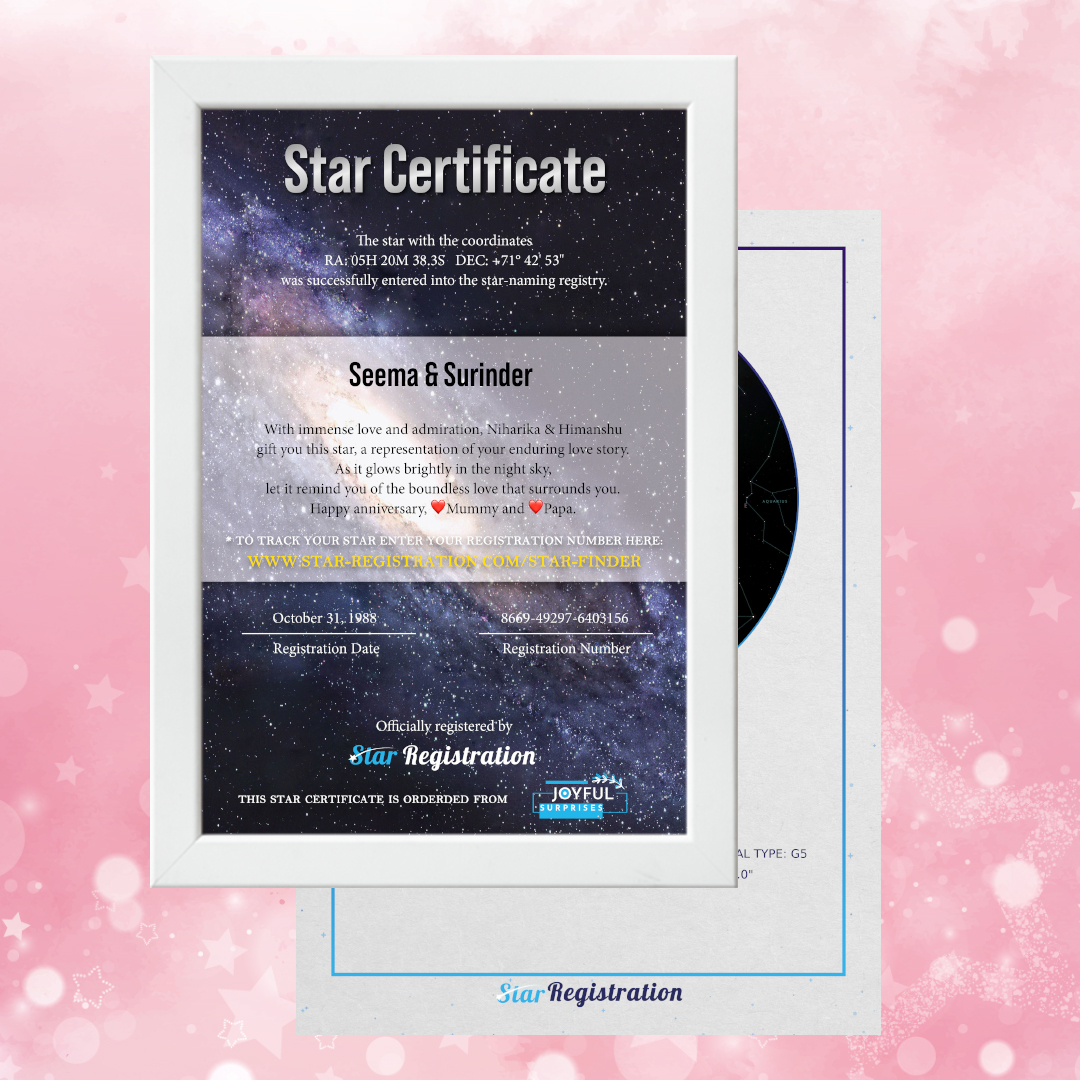 Star Certificate
The star with the coordinates
RA: 05H 20M 38.3S DEC: +71° 42' 53"
was successfully entered into the star-naming registry.
Seema & Surinder
With immense love and admiration, Niharika & Himanshu
gift you this star, a representation of your enduring love story.
As it glows brightly in the night sky,
let it remind you of the boundless love that surrounds you.
Happy anniversary, ❤️Mummy and ❤️Papa.
* TO TRACK YOUR STAR ENTER YOUR REGISTRATION NUMBER HERE:
WWW.STAR-REGISTRATION.COM/STAR-FINDER
October 31, 1988
Registration Date
8669-49297-6403156
Registration Number
Officially registered by
Star Registration
THIS STAR CERTIFICATE IS ORDERDED FROM
JOYFUL
SURPRISES
AQUARIUS
AL TYPE: G5
.0"
Star Registration